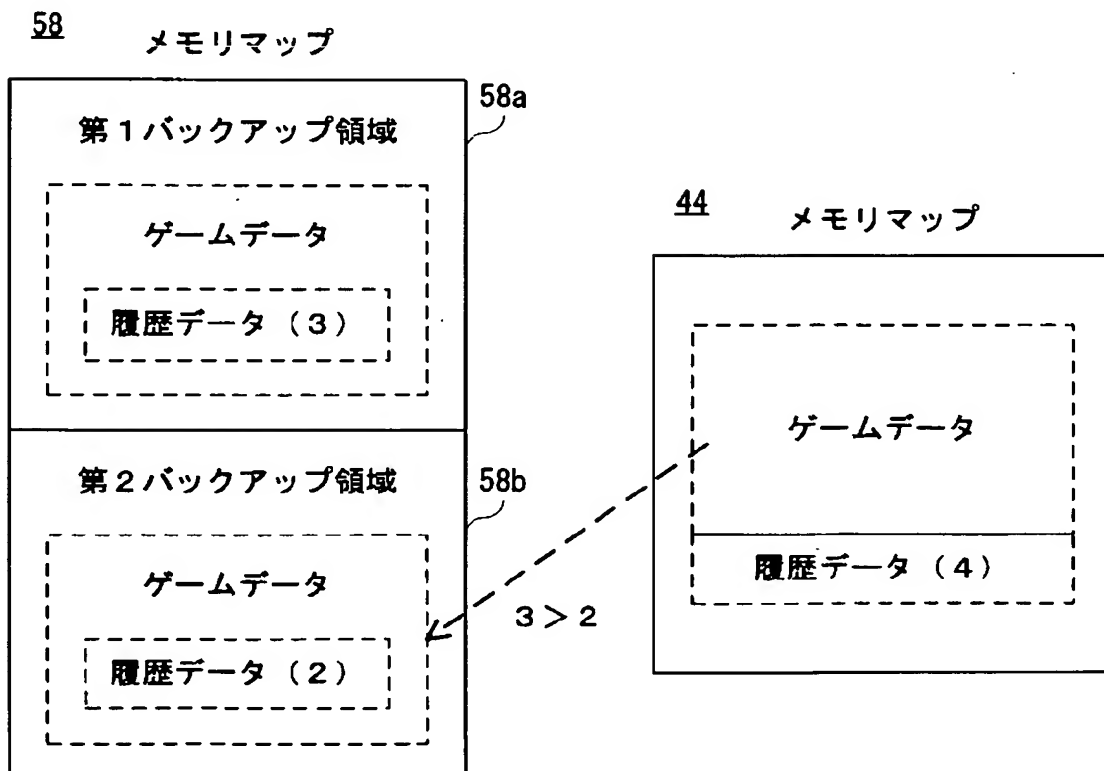 58
メモリマップ
58a
第１バックアップ領域
ゲームデータ
履歴データ（３）
第２バックアップ領域
58b
ゲームデータ
履歴データ（２）
３＞２
44
メモリマップ
ゲームデータ
履歴データ（４）